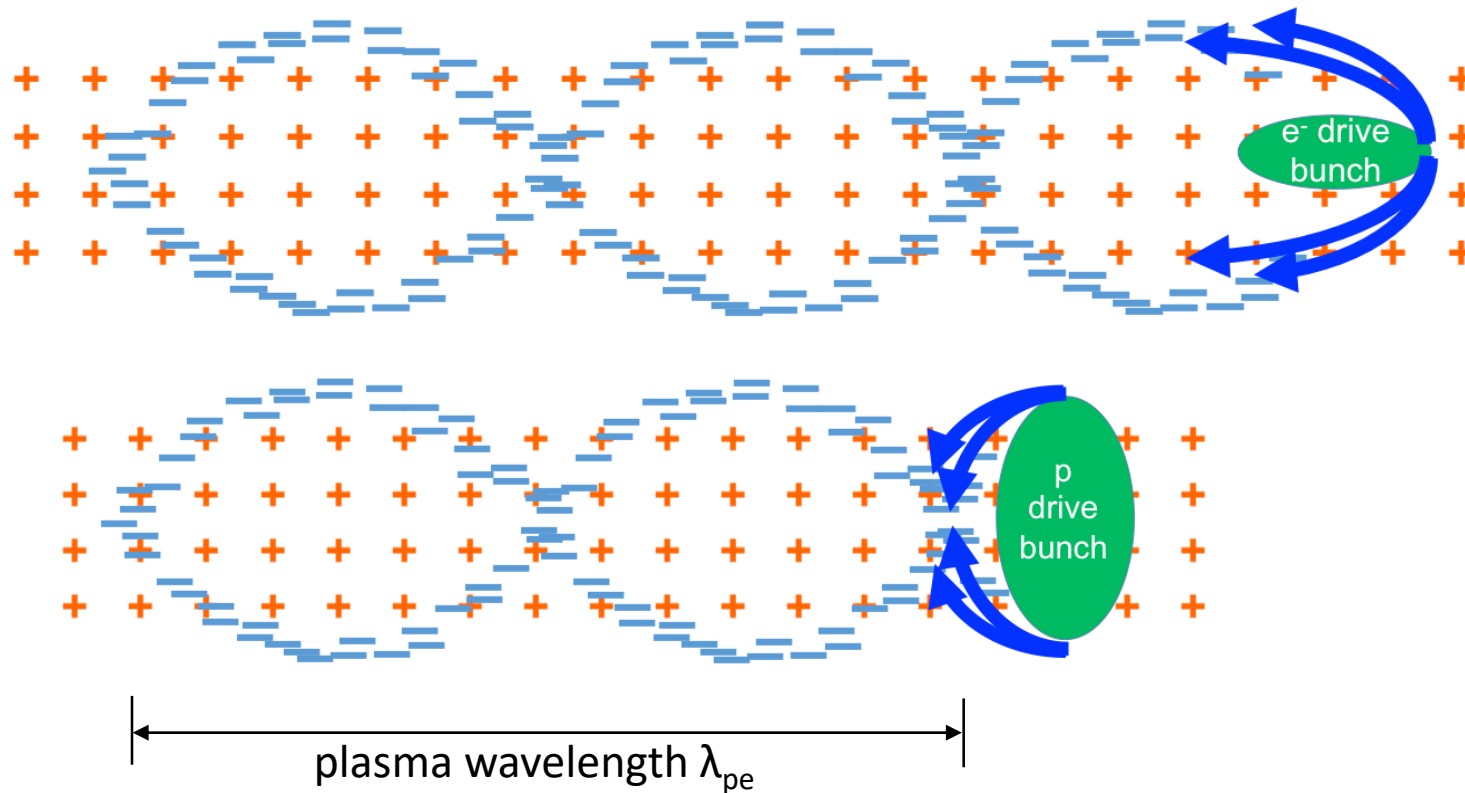 e- drive
bunch
p
drive
bunch
plasma wavelength λpe